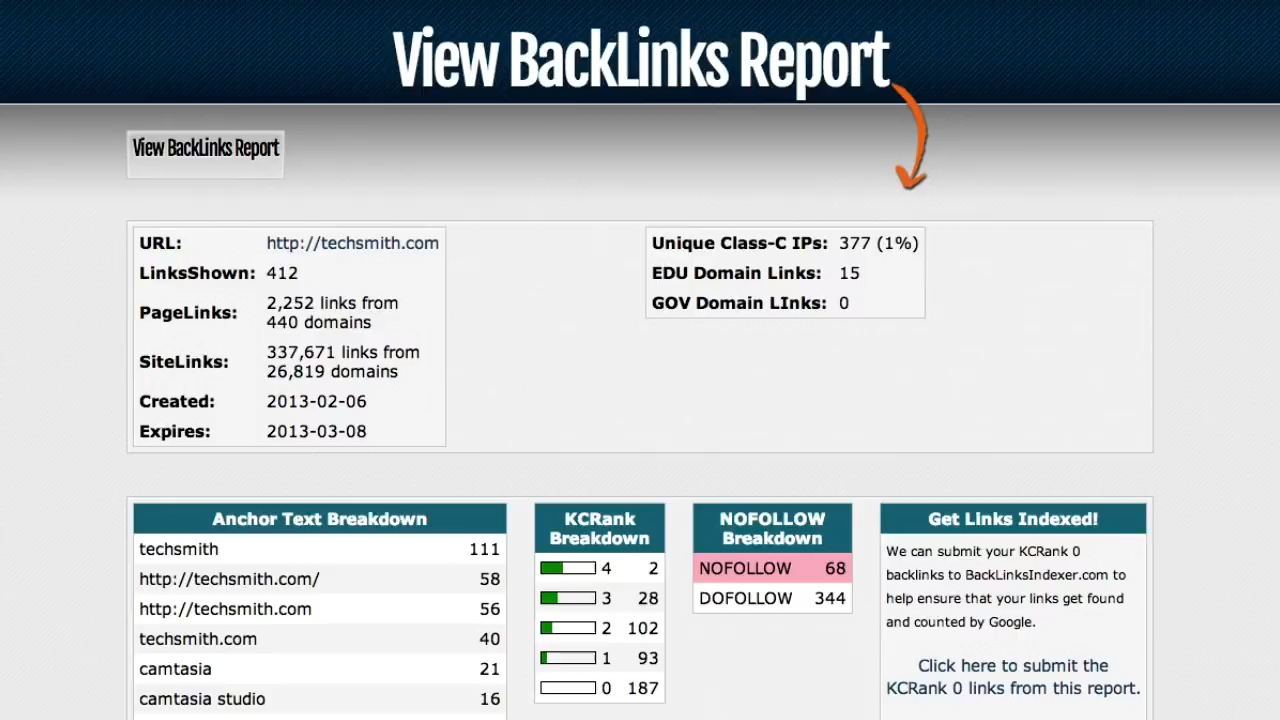 View BackLinks Report
View BackLinks Report
URL: http://techsmith.com
LinksShown: 412
PageLinks: 2,252 links from
440 domains
SiteLinks: 337,671 links from
26,819 domains
Created: 2013-02-06
Expires: 2013-03-08
Unique Class-C IPs: 377 (1%)
EDU Domain Links: 15
GOV Domain LInks: 0
Anchor Text Breakdown
techsmith 111
http://techsmith.com/ 58
http://techsmith.com 56
techsmith.com 40
camtasia 21
camtasia studio 16
KCRank
Breakdown
4 2
3 28
2 102
1 93
0 187
NOFOLLOW
Breakdown
NOFOLLOW 68
DOFOLLOW 344
Get Links Indexed!
We can submit your KCRank 0
backlinks to BackLinksIndexer.com to
help ensure that your links get found
and counted by Google.
Click here to submit the
KCRank 0 links from this report.